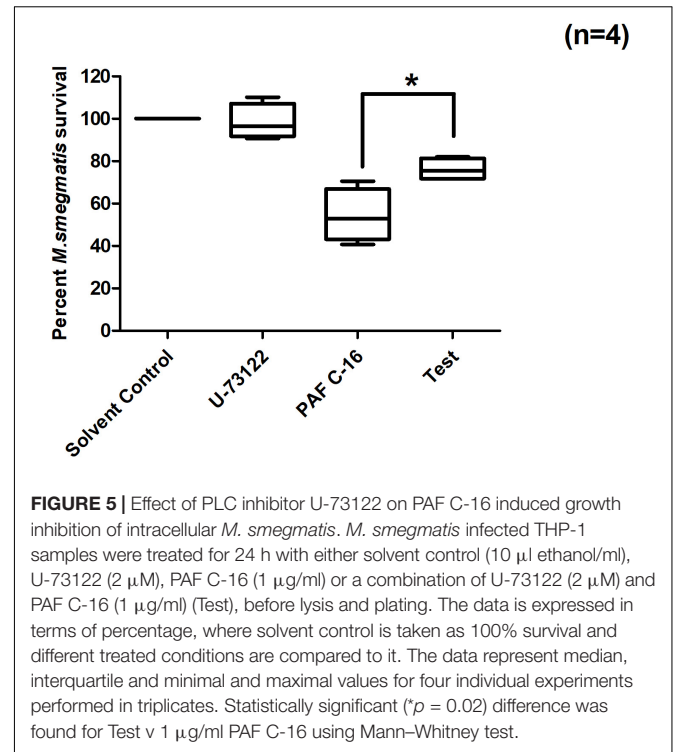 (n=4)
Percent M.smegmatis survival
120
100
80
60
40
20
0
*
Solvent Control
U-73122
PAF C-16
Test
FIGURE 5 | Effect of PLC inhibitor U-73122 on PAF C-16 induced growth
inhibition of intracellular M. smegmatis. M. smegmatis infected THP-1
samples were treated for 24 h with either solvent control (10 μl ethanol/ml),
U-73122 (2 μM), PAF C-16 (1 μg/ml) or a combination of U-73122 (2 μM) and
PAF C-16 (1 μg/ml) (Test), before lysis and plating. The data is expressed in
terms of percentage, where solvent control is taken as 100% survival and
different treated conditions are compared to it. The data represent median,
interquartile and minimal and maximal values for four individual experiments
performed in triplicates. Statistically significant (*p = 0.02) difference was
found for Test v 1 μg/ml PAF C-16 using Mann–Whitney test.